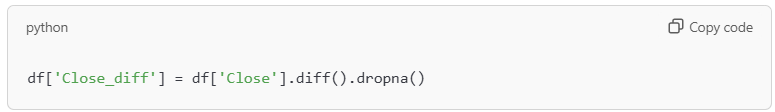 python Copy code
df['Close_diff'] = df['Close'].diff().dropna()